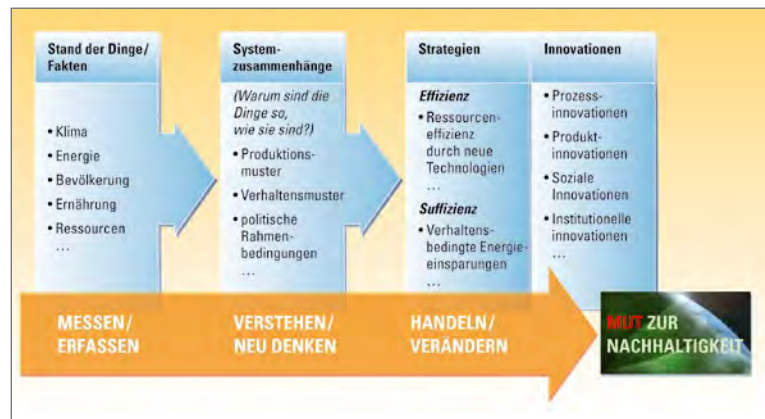 Stand der Dinge/
Fakten
• Klima
• Energie
• Bevölkerung
• Ernährung
• Ressourcen
...
System-
zusammenhänge
(Warum sind die
Dinge so,
wie sie sind?)
• Produktions-
muster
• Verhaltensmuster
• politische
Rahmen-
bedingungen
...
Strategien
Effizienz
• Ressourcen-
effizienz
durch neue
Technologien
...
Suffizienz
• Verhaltens-
bedingte Energie-
einsparungen
...
Innovationen
• Prozess-
innovationen
• Produkt-
innovationen
• Soziale
Innovationen
• Institutionelle
innovationen
...
MESSEN/
ERFASSEN
VERSTEHEN/
NEU DENKEN
HANDELN/
VERÄNDERN
MUT ZUR
NACHHALTIGKEIT